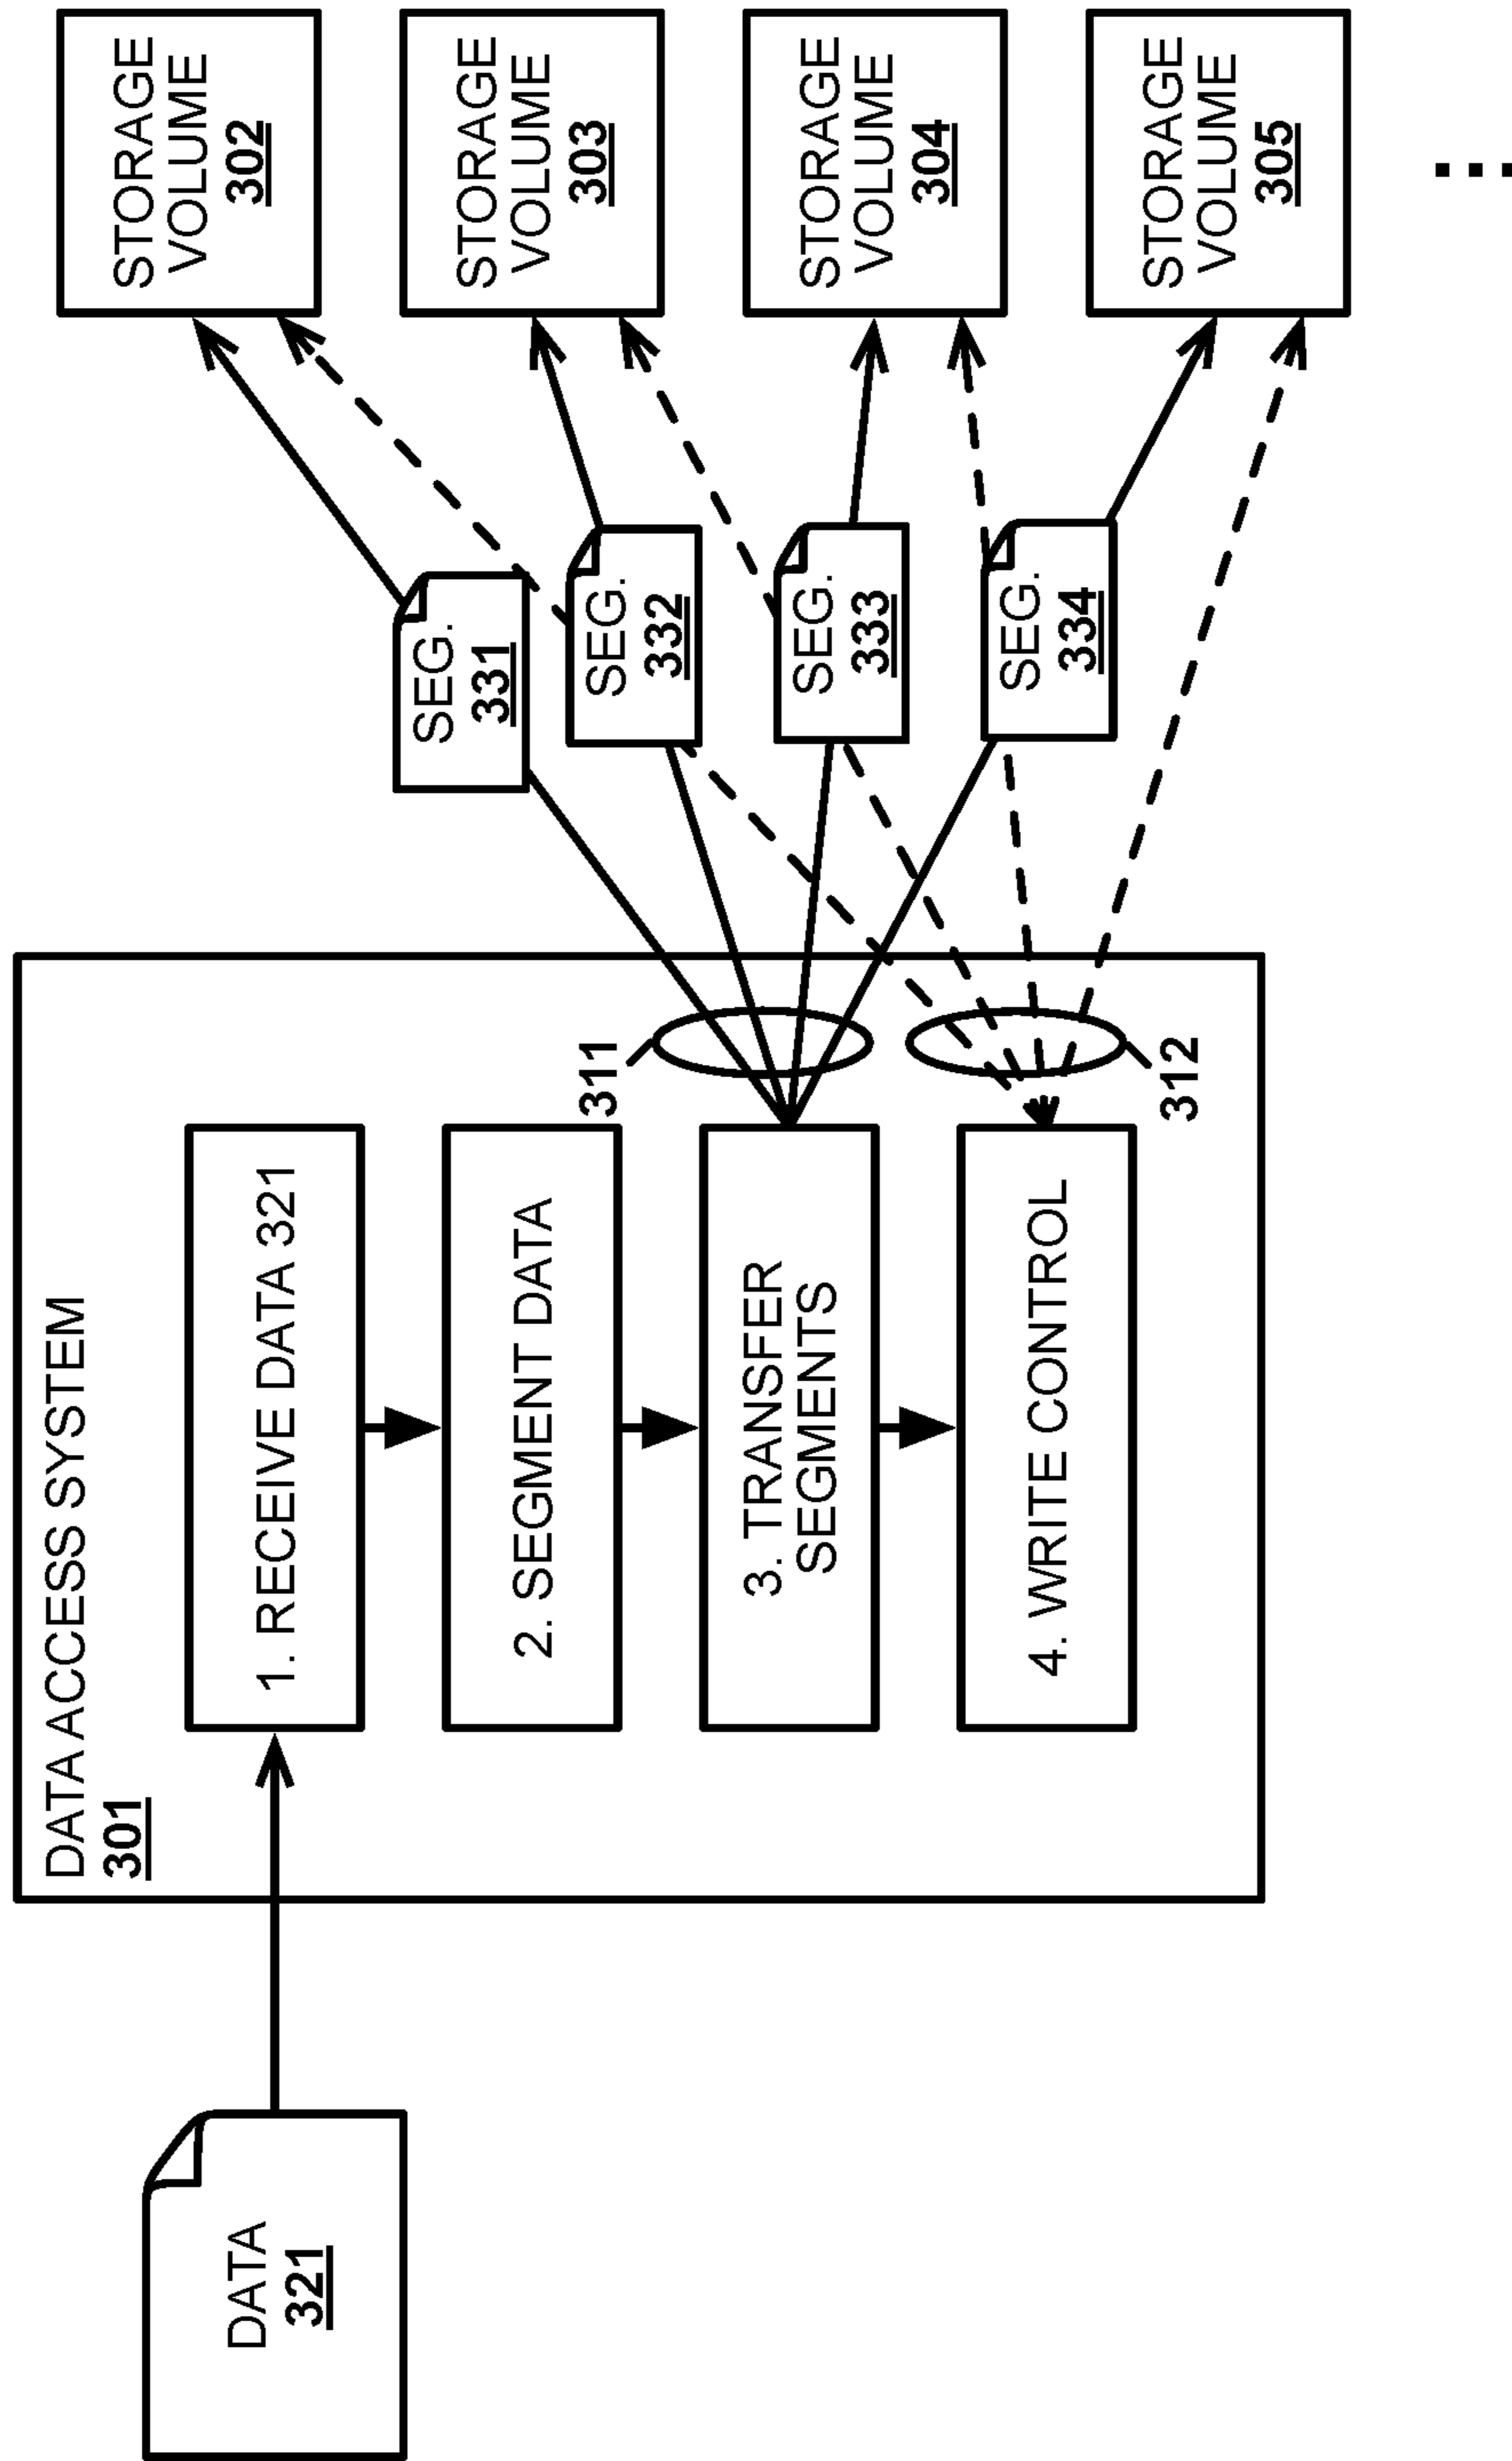 DATA
321
DATA ACCESS SYSTEM
301
1. RECEIVE DATA 321
2. SEGMENT DATA
3. TRANSFER
SEGMENTS
4. WRITE CONTROL
311
312
SEG.
331
SEG.
332
SEG.
333
SEG.
334
STORAGE
VOLUME
302
STORAGE
VOLUME
303
STORAGE
VOLUME
304
STORAGE
VOLUME
305
...